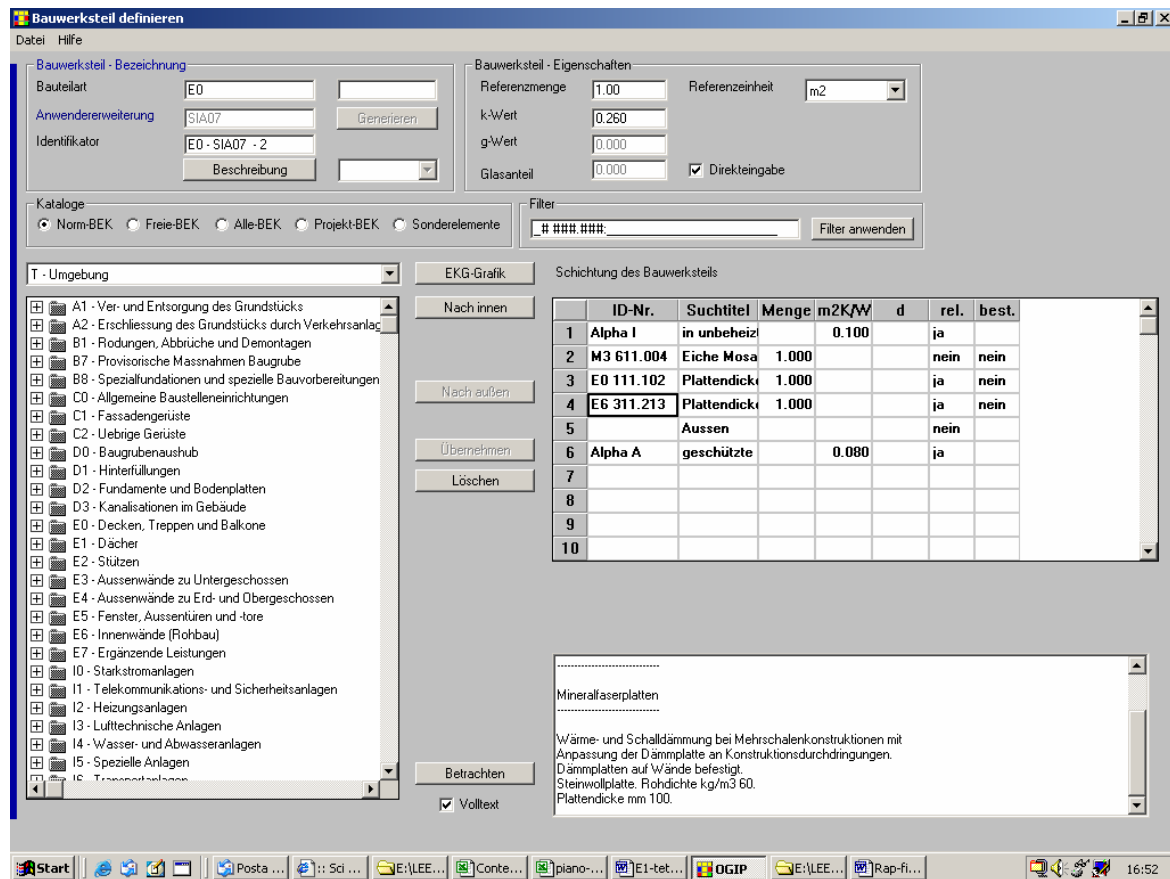 Bauwerksteil definieren
Datei Hilfe
Bauwerksteil - Bezeichnung
Bauteilart E0
Anwendererweiterung SIA07 Generieren
Identifikator E0 - SIA07 - 2
Beschreibung
Bauwerksteil - Eigenschaften
Referenzmenge 1.00 Referenzeinheit m2
k-Wert 0.260
g-Wert 0.000
Glasanteil 0.000 Direkteingabe
Kataloge
Norm-BEK Freie-BEK Alle-BEK Projekt-BEK Sonderelemente
Filter
_# ###.###:_ Filter anwenden
T - Umgebung
A1 - Ver- und Entsorgung des Grundstücks
A2 - Erschliessung des Grundstücks durch Verkehrsanlag
B1 - Rodungen, Abbrüche und Demontagen
B7 - Provisorische Massnahmen Baugrube
B8 - Spezialfundationen und spezielle Bauvorbereitungen
C0 - Allgemeine Baustelleneinrichtungen
C1 - Fassadengerüste
C2 - Uebrige Gerüste
D0 - Baugrubenaushub
D1 - Hinterfüllungen
D2 - Fundamente und Bodenplatten
D3 - Kanalisationen im Gebäude
E0 - Decken, Treppen und Balkone
E1 - Dächer
E2 - Stützen
E3 - Aussenwände zu Untergeschossen
E4 - Aussenwände zu Erd- und Obergeschossen
E5 - Fenster, Aussentüren und -tore
E6 - Innenwände (Rohbau)
E7 - Ergänzende Leistungen
I0 - Starkstromanlagen
I1 - Telekommunikations- und Sicherheitsanlagen
I2 - Heizungsanlagen
I3 - Lufttechnische Anlagen
I4 - Wasser- und Abwasseranlagen
I5 - Spezielle Anlagen
I6 - Transportanlagen
EKG-Grafik
Nach innen
Nach außen
Übernehmen
Löschen
Betrachten
Volltext
Schichtung des Bauwerksteils
ID-Nr. Suchtitel Menge m2K/W d rel. best.
1 Alpha I in unbeheizt 0.100 ja
2 M3 611.004 Eiche Mosa 1.000 nein nein
3 E0 111.102 Plattendicke 1.000 ja nein
4 E6 311.213 Plattendicke 1.000 ja nein
5 Aussen nein
6 Alpha A geschützte 0.080 ja
7
8
9
10
------------------------------
Mineralfaserplatten
------------------------------
Wärme- und Schalldämmung bei Mehrschalenkonstruktionen mit
Anpassung der Dämmplatte an Konstruktionsdurchdringungen.
Dämmplatten auf Wände befestigt.
Steinwollplatte. Rohdichte kg/m3 60.
Plattendicke mm 100.
Start Posta ... :: Sci ... E:\LEE... Conte... piano-... E1-tet... OGIP E:\LEE... Rap-fi... 16:52